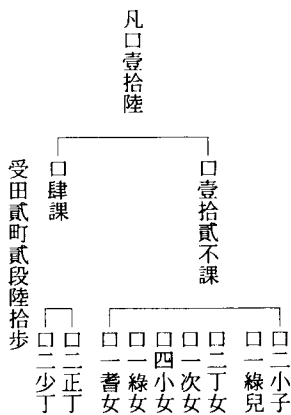 凡口壹拾陸
口壹拾貳不課
口二小子
口一綠兒
口二丁女
口一次女
口四小女
口一綠女
口一耆女
口肆課
口二正丁
口二少丁
受田貳町貳段陸拾步